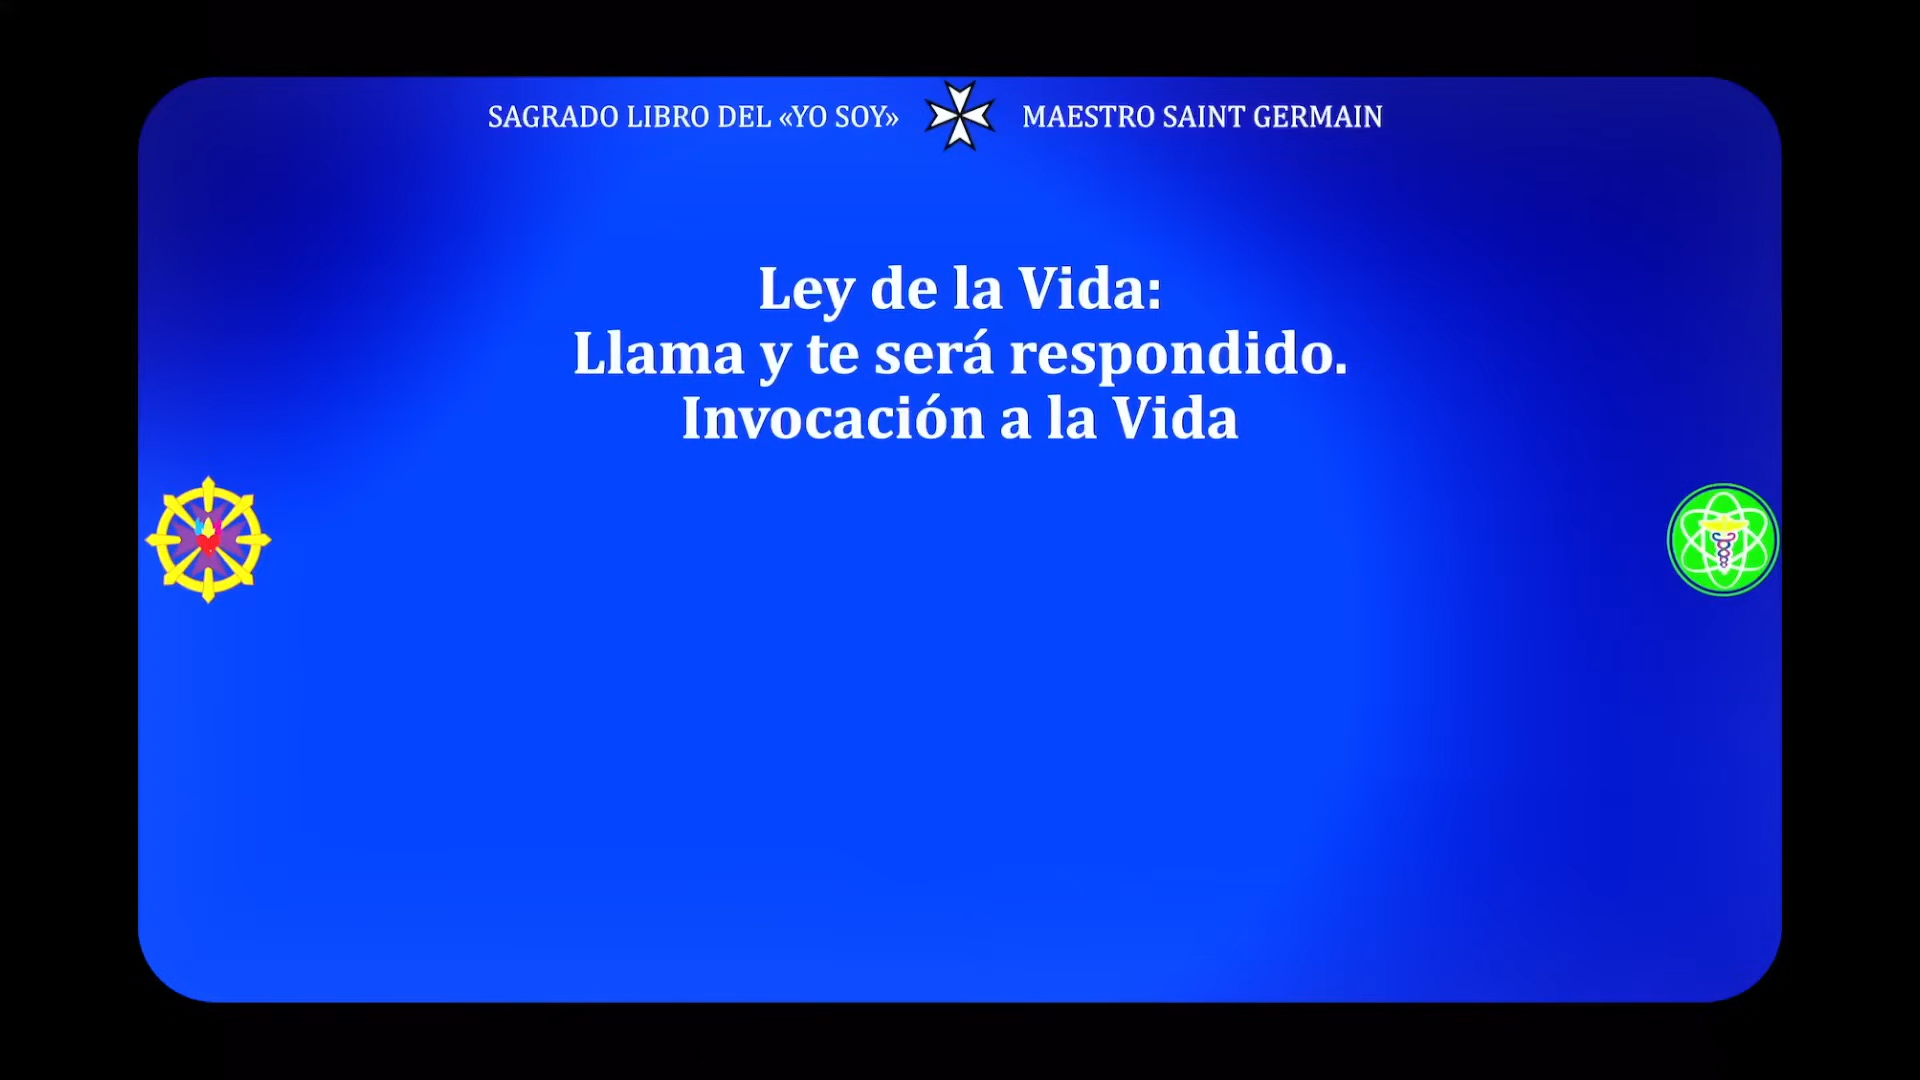 SAGRADO LIBRO DEL «YO SOY» MAESTRO SAINT GERMAIN
Ley de la Vida:
Llama y te será respondido.
Invocación a la Vida